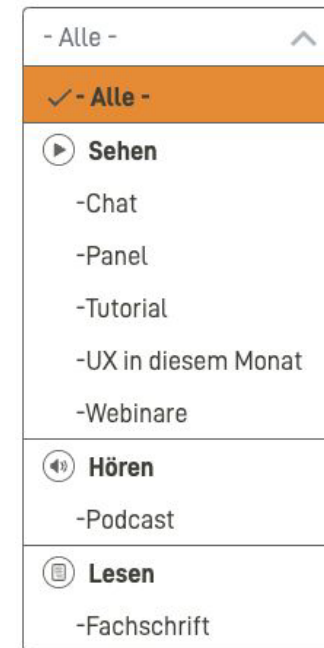 - Alle -
- Alle -
Sehen
-Chat
-Panel
-Tutorial
-UX in diesem Monat
-Webinare
Hören
-Podcast
Lesen
-Fachschrift